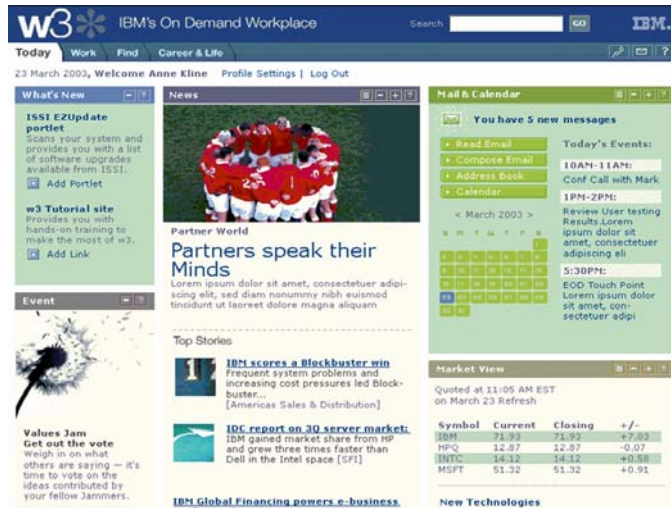 w3 IBM's On Demand Workplace
Search GO IBM.
Today Work Find Career & Life
23 March 2003, Welcome Anne Kline Profile Settings | Log Out
What's New
ISSI EZUpdate
portlet
Scans your system and
provides you with a list
of software upgrades
available from ISSI.
Add Portlet
w3 Tutorial site
Provides you with
hands-on training to
make the most of w3.
Add Link
Event
Values Jam
Get out the vote
Weigh in on what
others are saying — it's
time to vote on the
ideas contributed by
your fellow Jammers.
News
Partner World
Partners speak their
Minds
Lorem ipsum dolor sit amet, consectetuer adipi-
scing elit, sed diam nonummy nibh euismod
tincidunt ut laoreet dolore magna aliquam
Top Stories
IBM scores a Blockbuster win
Frequent system problems and
increasing cost pressures led Block-
buster...
[Americas Sales & Distribution]
IDC report on 3Q server market:
IBM gained market share from HP
and grew three times faster than
Dell in the Intel space [SFI]
IBM Global Financing powers e-business
Mail & Calendar
You have 5 new messages
Read Email
Compose Email
Address Book
Calendar
< March 2003 >
S M T W T F S
Today's Events:
10AM-11AM:
Conf Call with Mark
1PM-2PM:
Review User testing
Results.Lorem
ipsum dolor sit
amet, consectetuer
adipiscing eli
5:30PM:
EOD Touch Point
Lorem ipsum dolor
sit amet, con-
sectetuer adipi
Market View
Quoted at 11:05 AM EST
on March 23 Refresh
Symbol Current Closing +/-
IBM 71.93 71.93 +7.03
HPQ 12.87 12.87 -0.07
INTC 14.12 14.12 +0.58
MSFT 51.32 51.32 +0.91
New Technologies